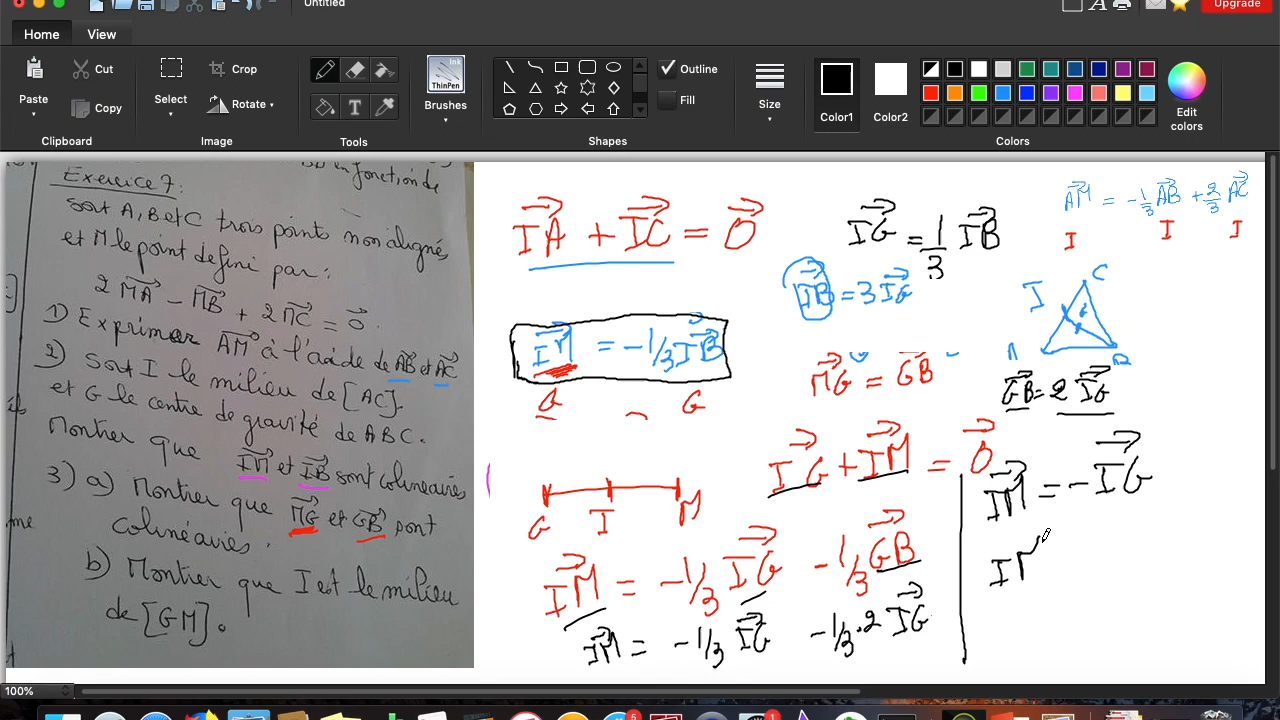 Untitled
Upgrade
Home View
Paste Cut Copy Select Crop Rotate Brushes Outline Fill Size Color1 Color2 Edit colors
Clipboard Image Tools Shapes Colors
en fonction de
Exercice 7:
Soit A, B et C trois points non alignés
et M le point defini par:
2 MA→ - MB→ + 2 MC→ = 0→
1) Exprimer AM→ à l'aide de AB→ et AC→
2) Soit I le milieu de [AC].
et G le centre de gravité de ABC.
Montrer que IM→ et IB→ sont colineaires
3) a) Montrer que MG→ et GB→ sont
colinéaires.
b) Montrer que I est le milieu
de [GM].
IA→ + IC→ = 0→
IG→ = 1/3 IB→
AM→ = -1/3 AB→ + 2/3 AC→
I I I
IB→ = 3 IG→
I C
IM→ = -1/3 IB→
G G
MG→ = GB→
GB→ = 2 IG→
IG→ + IM→ = 0→
G I M
IM→ = -1/3 IG→ -1/3 GB→
IM→ = -1/3 IG→ -1/3 . 2 IG→
IM→ = - IG→
I
100%